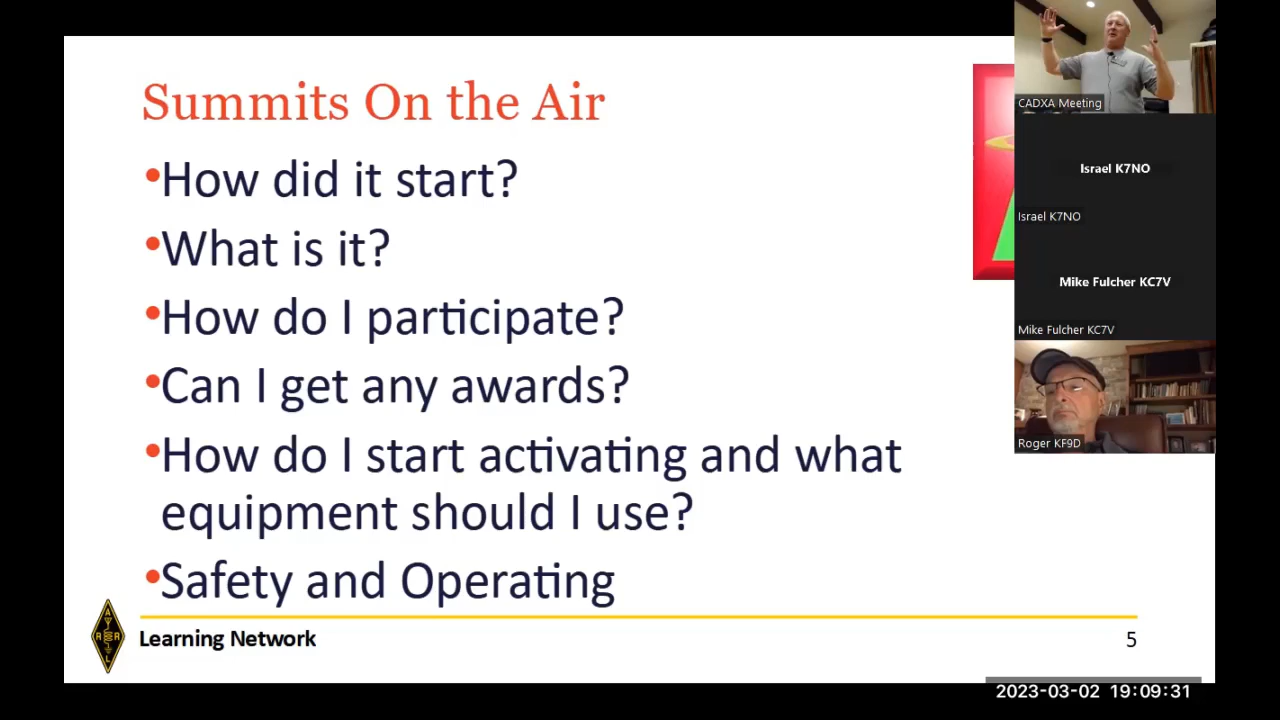 Summits On the Air
•How did it start?
•What is it?
•How do I participate?
•Can I get any awards?
•How do I start activating and what
equipment should I use?
•Safety and Operating
A
R R
L
Learning Network
5
CADXA Meeting
Israel K7NO
Israel K7NO
Mike Fulcher KC7V
Mike Fulcher KC7V
Roger KF9D
2023-03-02 19:09:31